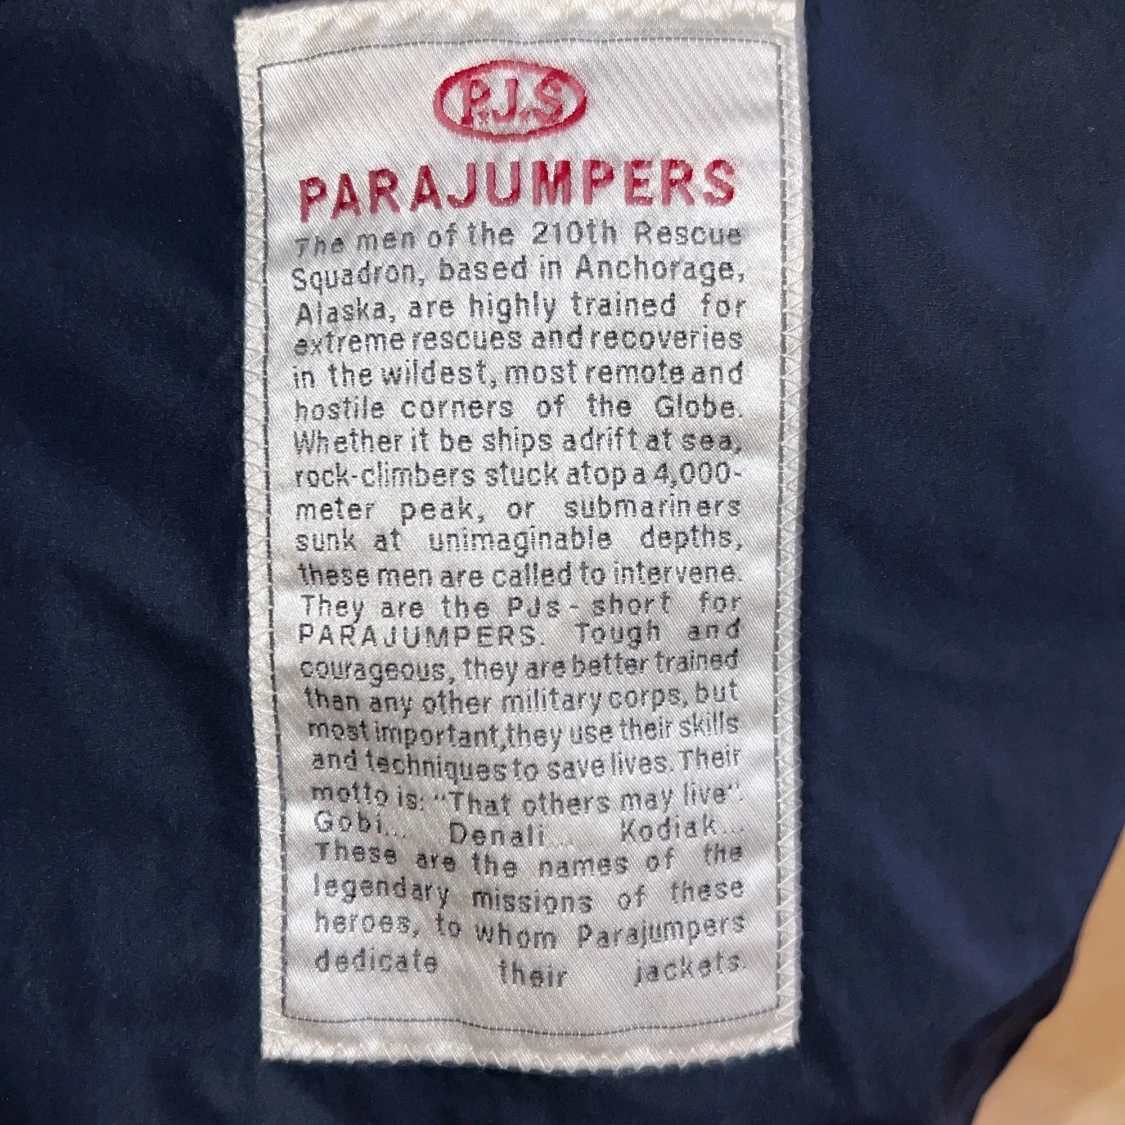 P.J.S
PARAJUMPERS
The men of the 210th Rescue
Squadron, based in Anchorage,
Alaska, are highly trained for
extreme rescues and recoveries
in the wildest, most remote and
hostile corners of the Globe.
Whether it be ships adrift at sea,
rock-climbers stuck atop a 4,000-
meter peak, or submariners
sunk at unimaginable depths,
these men are called to intervene.
They are the PJs - short for
PARAJUMPERS. Tough and
courageous, they are better trained
than any other military corps, but
most important,they use their skills
and techniques to save lives. Their
motto is: "That others may live".
Gobi... Denali... Kodiak...
These are the names of the
legendary missions of these
heroes, to whom Parajumpers
dedicate their jackets.